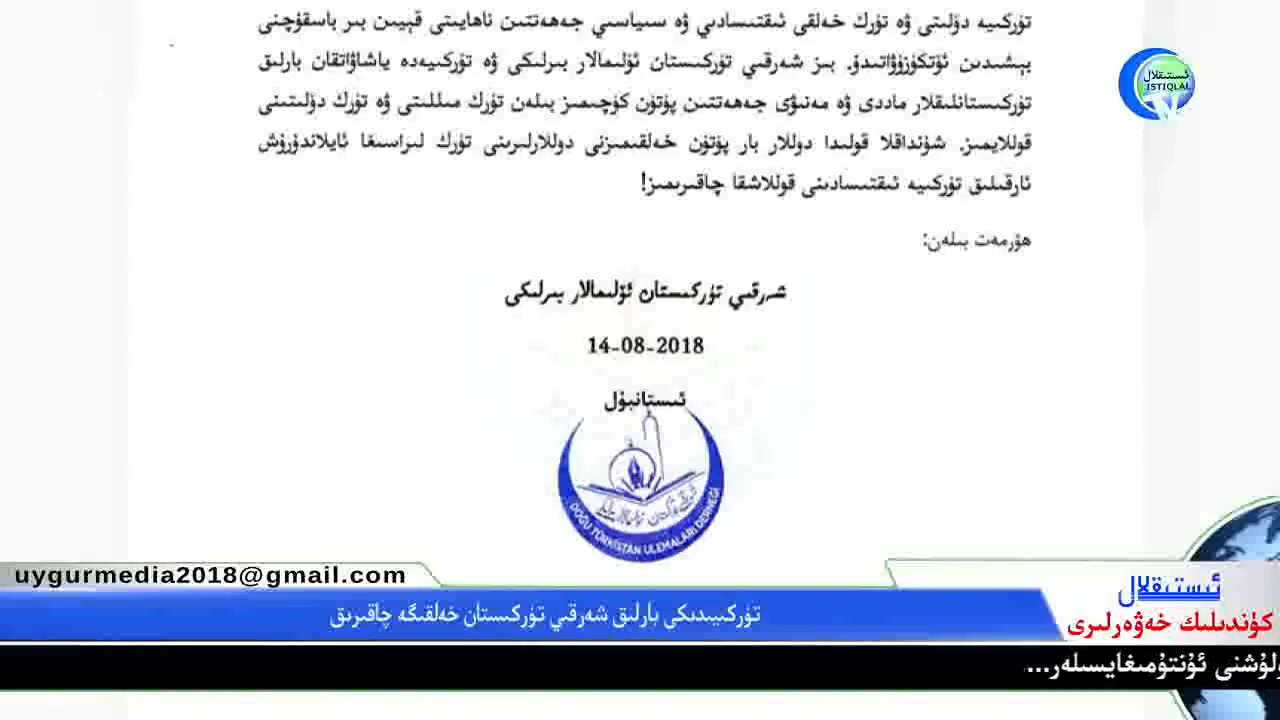 تۈركىيە دۆلىتى ۋە تۈرك خەلقى ئىقتىسادىي ۋە سىياسىي جەھەتتىن ناھايىتى قىيىن بىر باسقۇچنى
بېشىدىن ئۆتكۈزۈۋاتىدۇ. بىز شەرقىي تۈركىستان ئۆلىمالار بىرلىكى ۋە تۈركىيەدە ياشاۋاتقان بارلىق
تۈركىستانلىقلار ماددى ۋە مەنىۋى جەھەتتىن پۈتۈن كۈچىمىز بىلەن تۈرك مىللىتى ۋە تۈرك دۆلىتىنى
قوللايمىز. شۇنداقلا قولىدا دوللار بار پۈتۈن خەلقىمىزنى دوللارلىرىنى تۈرك لىراسىغا ئايلاندۇرۇش
ئارقىلىق تۈركىيە ئىقتىسادىنى قوللاشقا چاقىرىمىز!
ھۆرمەت بىلەن:
شەرقىي تۈركىستان ئۆلىمالار بىرلىكى
14-08-2018
ئىستانبۇل
DOĞU TÜRKİSTAN ULEMALARI DERNEĞİ
ئىستىقلال
ISTIQLAL
uygurmedia2018@gmail.com
تۈركىيىدىكى بارلىق شەرقىي تۈركىستان خەلقىگە چاقىرىق
ئىستىقلال
كۈندىلىك خەۋەرلىرى
ئۇنتۇمىغايسىلەر...